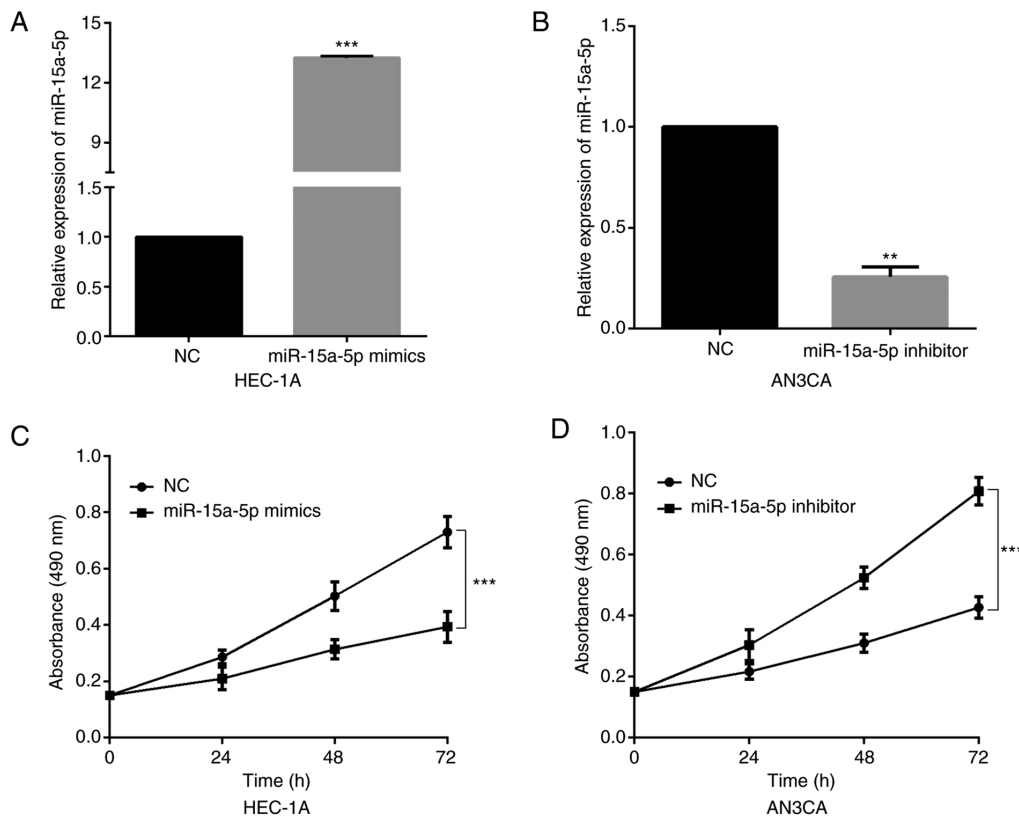 A
Relative expression of miR-15a-5p
15
12
9
1.5
1.0
0.5
0.0
***
NC
miR-15a-5p mimics
HEC-1A
B
Relative expression of miR-15a-5p
1.5
1.0
0.5
0.0
**
NC
miR-15a-5p inhibitor
AN3CA
C
Absorbance (490 nm)
1.0
0.8
0.6
0.4
0.2
0.0
NC
miR-15a-5p mimics
***
0
24
48
72
Time (h)
HEC-1A
D
Absorbance (490 nm)
1.0
0.8
0.6
0.4
0.2
0.0
NC
miR-15a-5p inhibitor
***
0
24
48
72
Time (h)
AN3CA